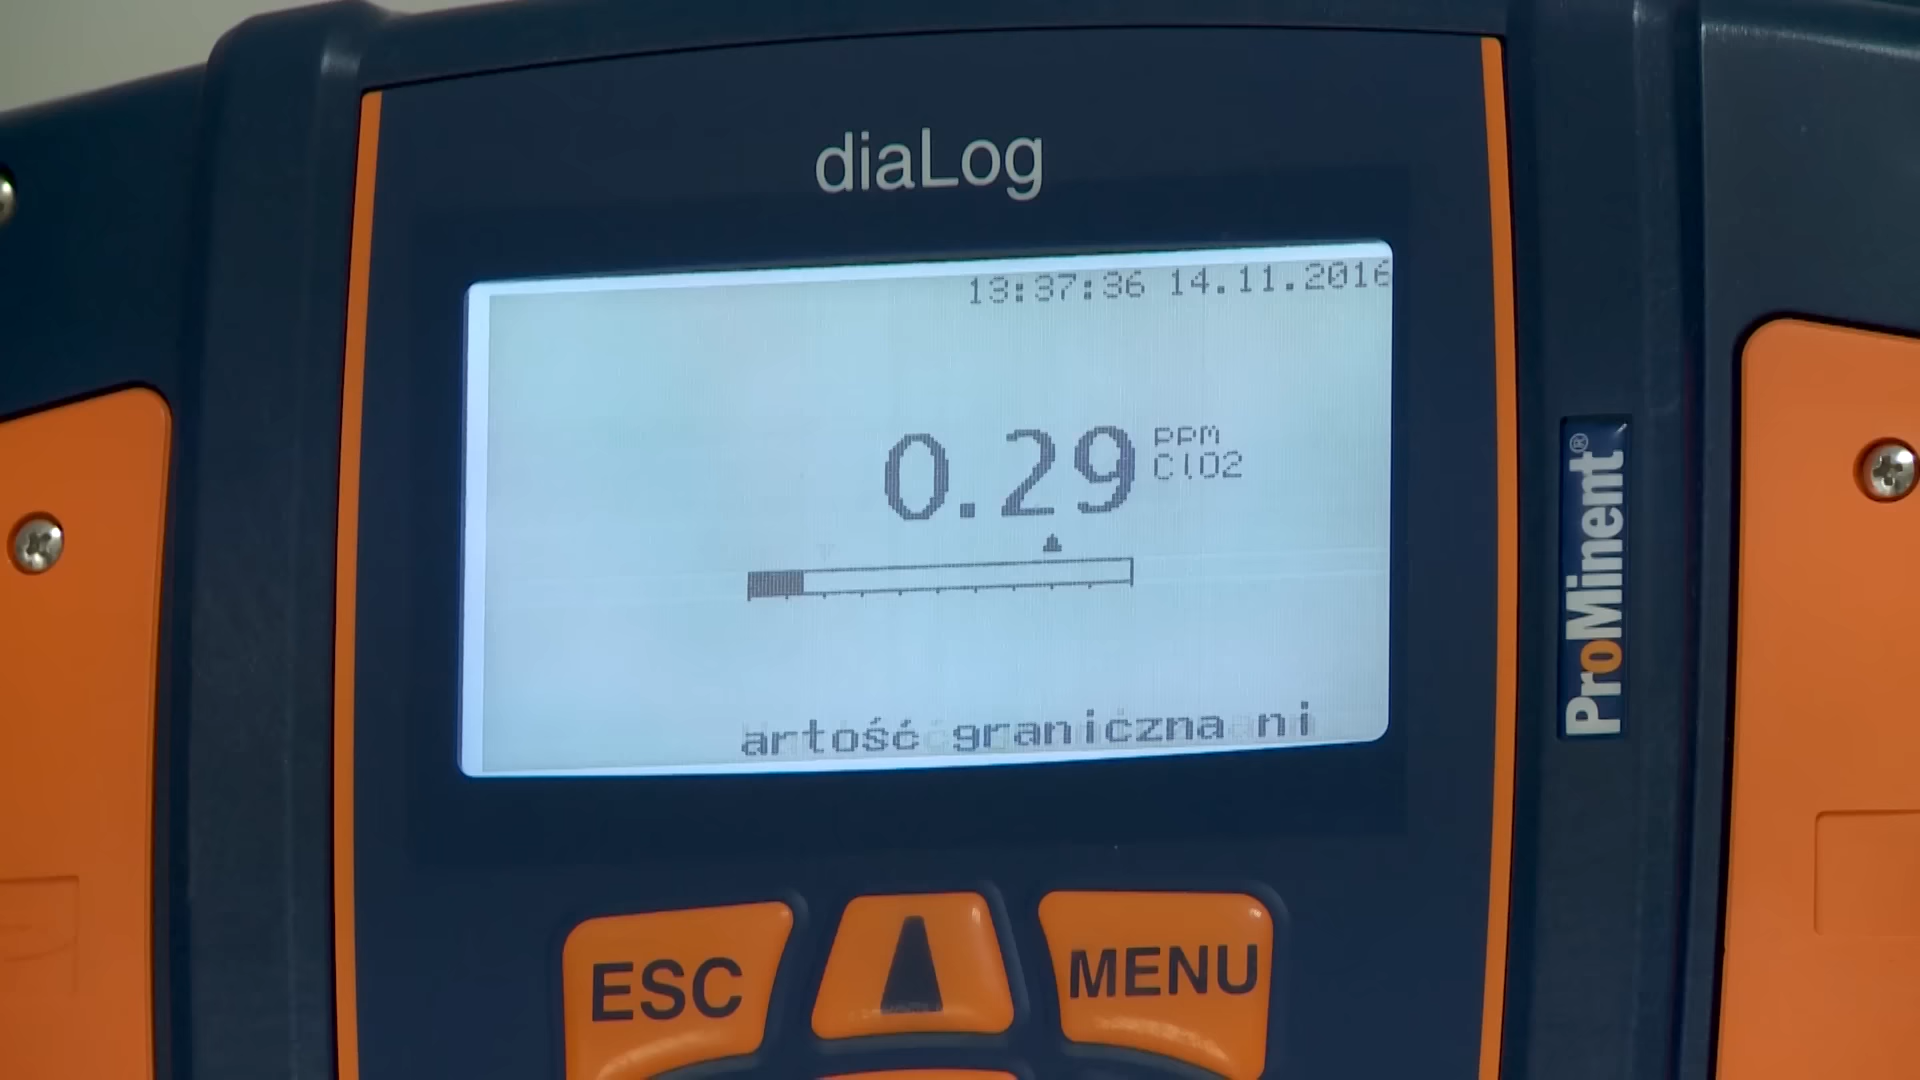 diaLog
13:37:36 14.11.2016
0.29 ppm
ClO2
artość graniczna ni
ProMinent®
ESC
MENU